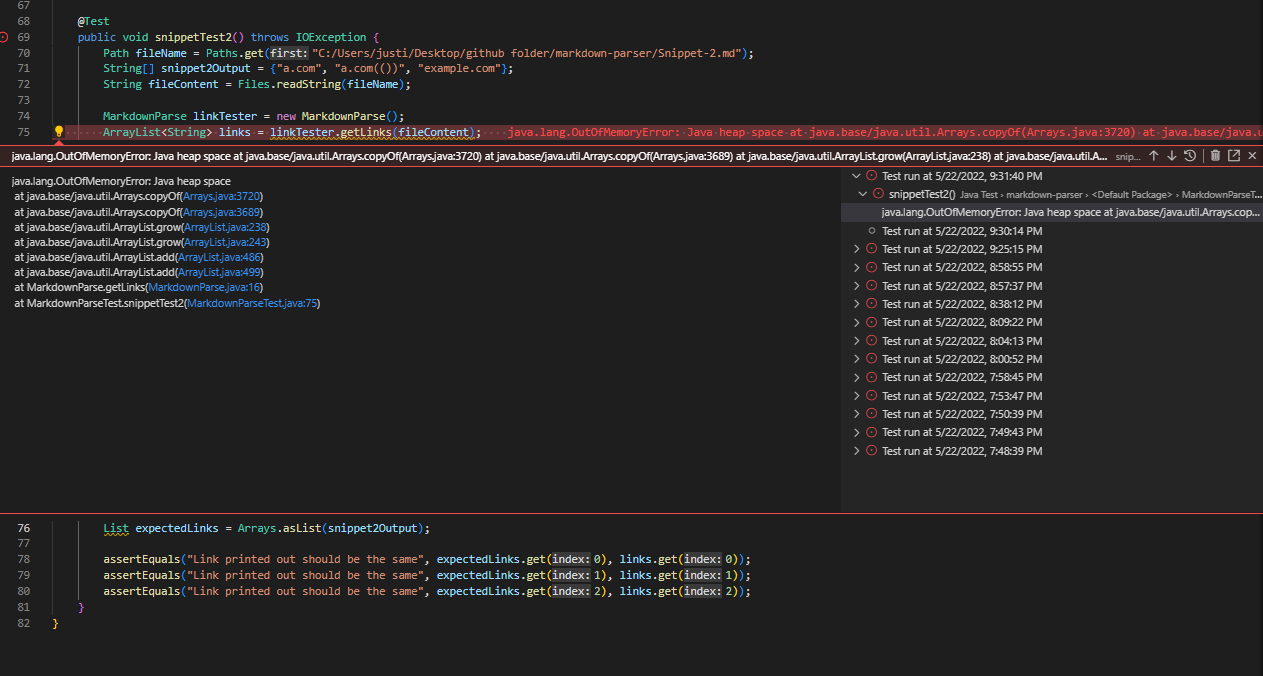 67
68 @Test
69 public void snippetTest2() throws IOException {
70 Path fileName = Paths.get(first: "C:/Users/justi/Desktop/github folder/markdown-parser/Snippet-2.md");
71 String[] snippet2Output = {"a.com", "a.com(())", "example.com"};
72 String fileContent = Files.readString(fileName);
73
74 MarkdownParse linkTester = new MarkdownParse();
75 ArrayList<String> links = linkTester.getLinks(fileContent); java.lang.OutOfMemoryError: Java heap space at java.base/java.util.Arrays.copyOf(Arrays.java:3720) at java.base/java.u
java.lang.OutOfMemoryError: Java heap space at java.base/java.util.Arrays.copyOf(Arrays.java:3720) at java.base/java.util.Arrays.copyOf(Arrays.java:3689) at java.base/java.util.ArrayList.grow(ArrayList.java:238) at java.base/java.util.A... snip...
java.lang.OutOfMemoryError: Java heap space
at java.base/java.util.Arrays.copyOf(Arrays.java:3720)
at java.base/java.util.Arrays.copyOf(Arrays.java:3689)
at java.base/java.util.ArrayList.grow(ArrayList.java:238)
at java.base/java.util.ArrayList.grow(ArrayList.java:243)
at java.base/java.util.ArrayList.add(ArrayList.java:486)
at java.base/java.util.ArrayList.add(ArrayList.java:499)
at MarkdownParse.getLinks(MarkdownParse.java:16)
at MarkdownParseTest.snippetTest2(MarkdownParseTest.java:75)
Test run at 5/22/2022, 9:31:40 PM
snippetTest2() Java Test › markdown-parser › <Default Package> › MarkdownParseT...
java.lang.OutOfMemoryError: Java heap space at java.base/java.util.Arrays.cop...
Test run at 5/22/2022, 9:30:14 PM
Test run at 5/22/2022, 9:25:15 PM
Test run at 5/22/2022, 8:58:55 PM
Test run at 5/22/2022, 8:57:37 PM
Test run at 5/22/2022, 8:38:12 PM
Test run at 5/22/2022, 8:09:22 PM
Test run at 5/22/2022, 8:04:13 PM
Test run at 5/22/2022, 8:00:52 PM
Test run at 5/22/2022, 7:58:45 PM
Test run at 5/22/2022, 7:53:47 PM
Test run at 5/22/2022, 7:50:39 PM
Test run at 5/22/2022, 7:49:43 PM
Test run at 5/22/2022, 7:48:39 PM
76 List expectedLinks = Arrays.asList(snippet2Output);
77
78 assertEquals("Link printed out should be the same", expectedLinks.get(index: 0), links.get(index: 0));
79 assertEquals("Link printed out should be the same", expectedLinks.get(index: 1), links.get(index: 1));
80 assertEquals("Link printed out should be the same", expectedLinks.get(index: 2), links.get(index: 2));
81 }
82 }